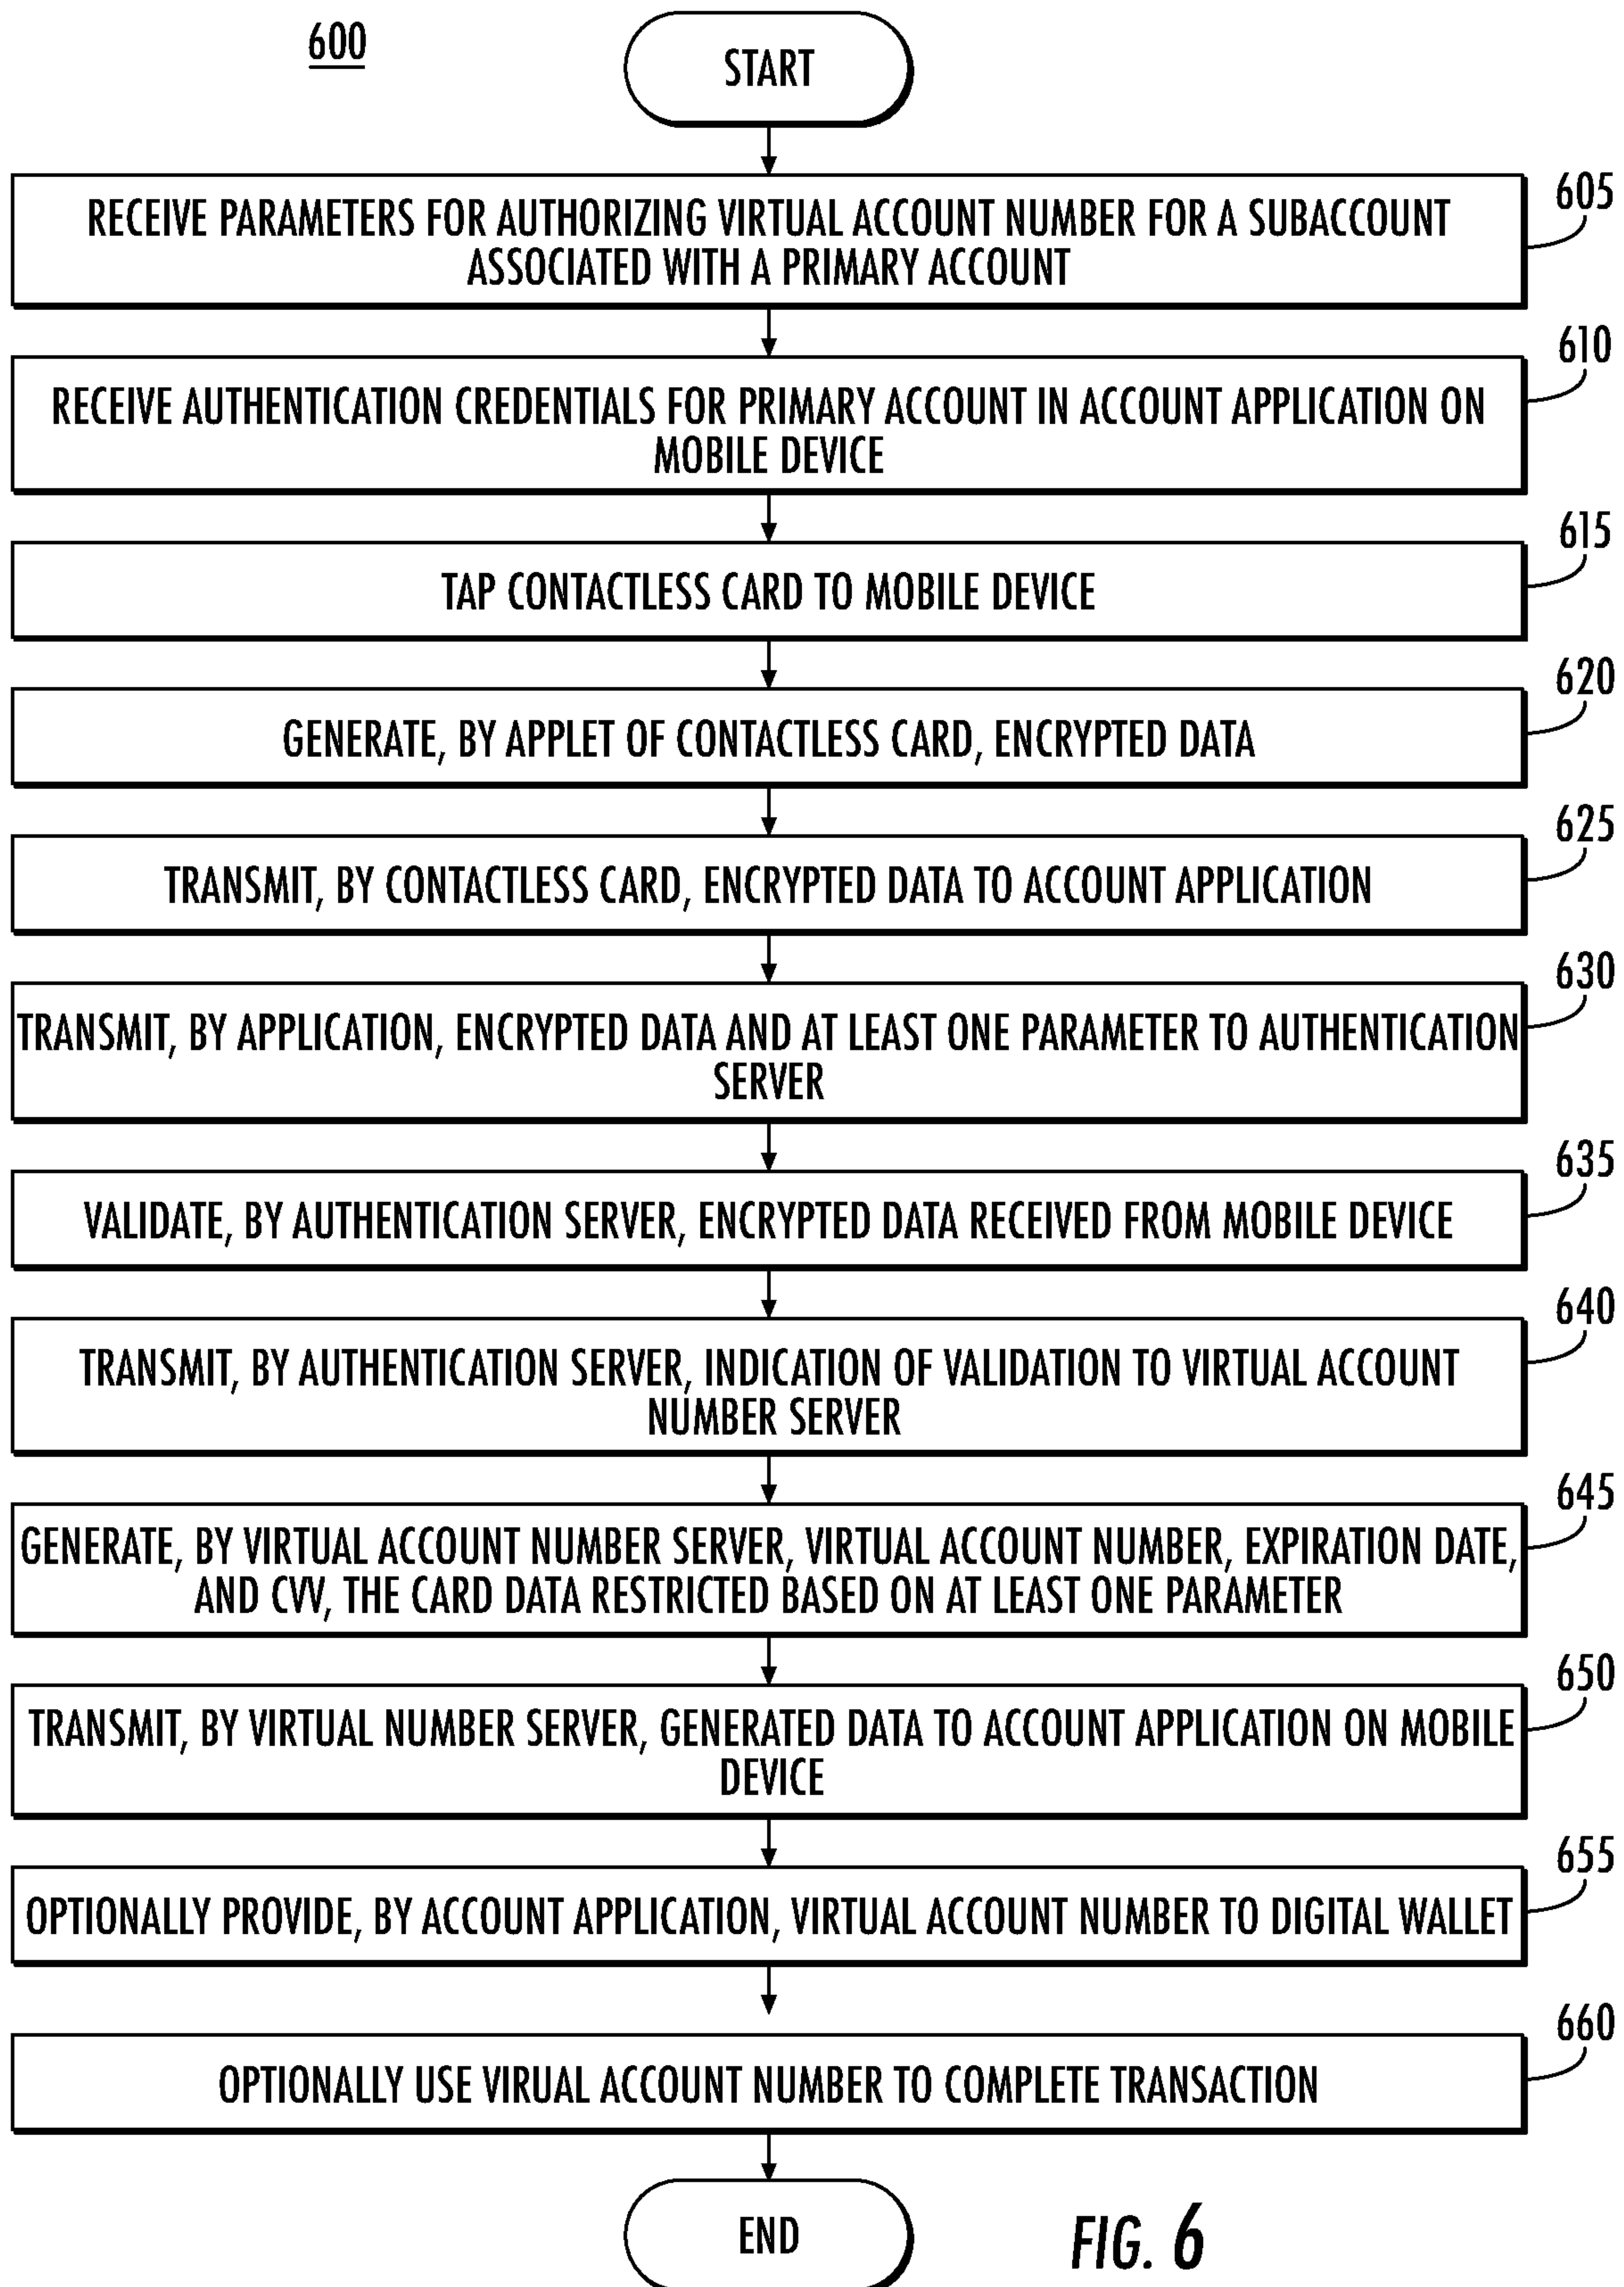 600
START
605
RECEIVE PARAMETERS FOR AUTHORIZING VIRTUAL ACCOUNT NUMBER FOR A SUBACCOUNT
ASSOCIATED WITH A PRIMARY ACCOUNT
610
RECEIVE AUTHENTICATION CREDENTIALS FOR PRIMARY ACCOUNT IN ACCOUNT APPLICATION ON
MOBILE DEVICE
615
TAP CONTACTLESS CARD TO MOBILE DEVICE
620
GENERATE, BY APPLET OF CONTACTLESS CARD, ENCRYPTED DATA
625
TRANSMIT, BY CONTACTLESS CARD, ENCRYPTED DATA TO ACCOUNT APPLICATION
630
TRANSMIT, BY APPLICATION, ENCRYPTED DATA AND AT LEAST ONE PARAMETER TO AUTHENTICATION
SERVER
635
VALIDATE, BY AUTHENTICATION SERVER, ENCRYPTED DATA RECEIVED FROM MOBILE DEVICE
640
TRANSMIT, BY AUTHENTICATION SERVER, INDICATION OF VALIDATION TO VIRTUAL ACCOUNT
NUMBER SERVER
645
GENERATE, BY VIRTUAL ACCOUNT NUMBER SERVER, VIRTUAL ACCOUNT NUMBER, EXPIRATION DATE,
AND CVV, THE CARD DATA RESTRICTED BASED ON AT LEAST ONE PARAMETER
650
TRANSMIT, BY VIRTUAL NUMBER SERVER, GENERATED DATA TO ACCOUNT APPLICATION ON MOBILE
DEVICE
655
OPTIONALLY PROVIDE, BY ACCOUNT APPLICATION, VIRTUAL ACCOUNT NUMBER TO DIGITAL WALLET
660
OPTIONALLY USE VIRUAL ACCOUNT NUMBER TO COMPLETE TRANSACTION
END
FIG. 6